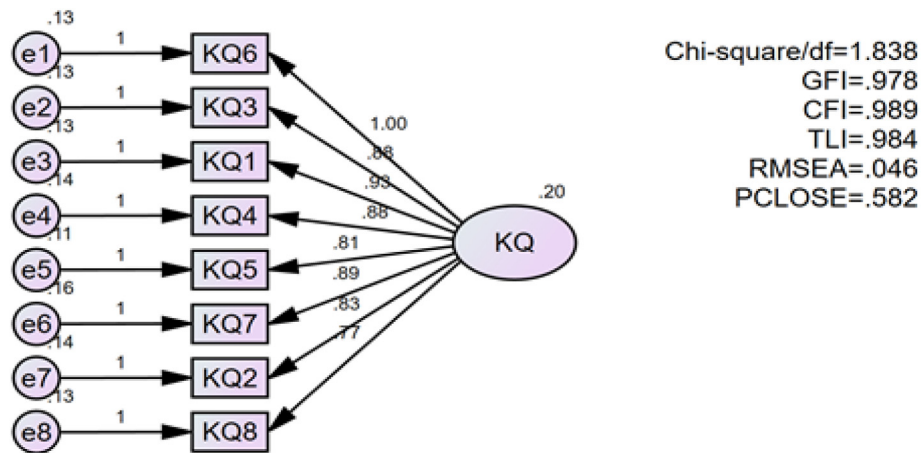 .13
e1 1 KQ6
.13
e2 1 KQ3
.13
e3 1 KQ1
.14
e4 1 KQ4
.11
e5 1 KQ5
.16
e6 1 KQ7
.14
e7 1 KQ2
.13
e8 1 KQ8
1.00
.88
.93
.88
.81
.89
.83
.77
.20
KQ
Chi-square/df=1.838
GFI=.978
CFI=.989
TLI=.984
RMSEA=.046
PCLOSE=.582